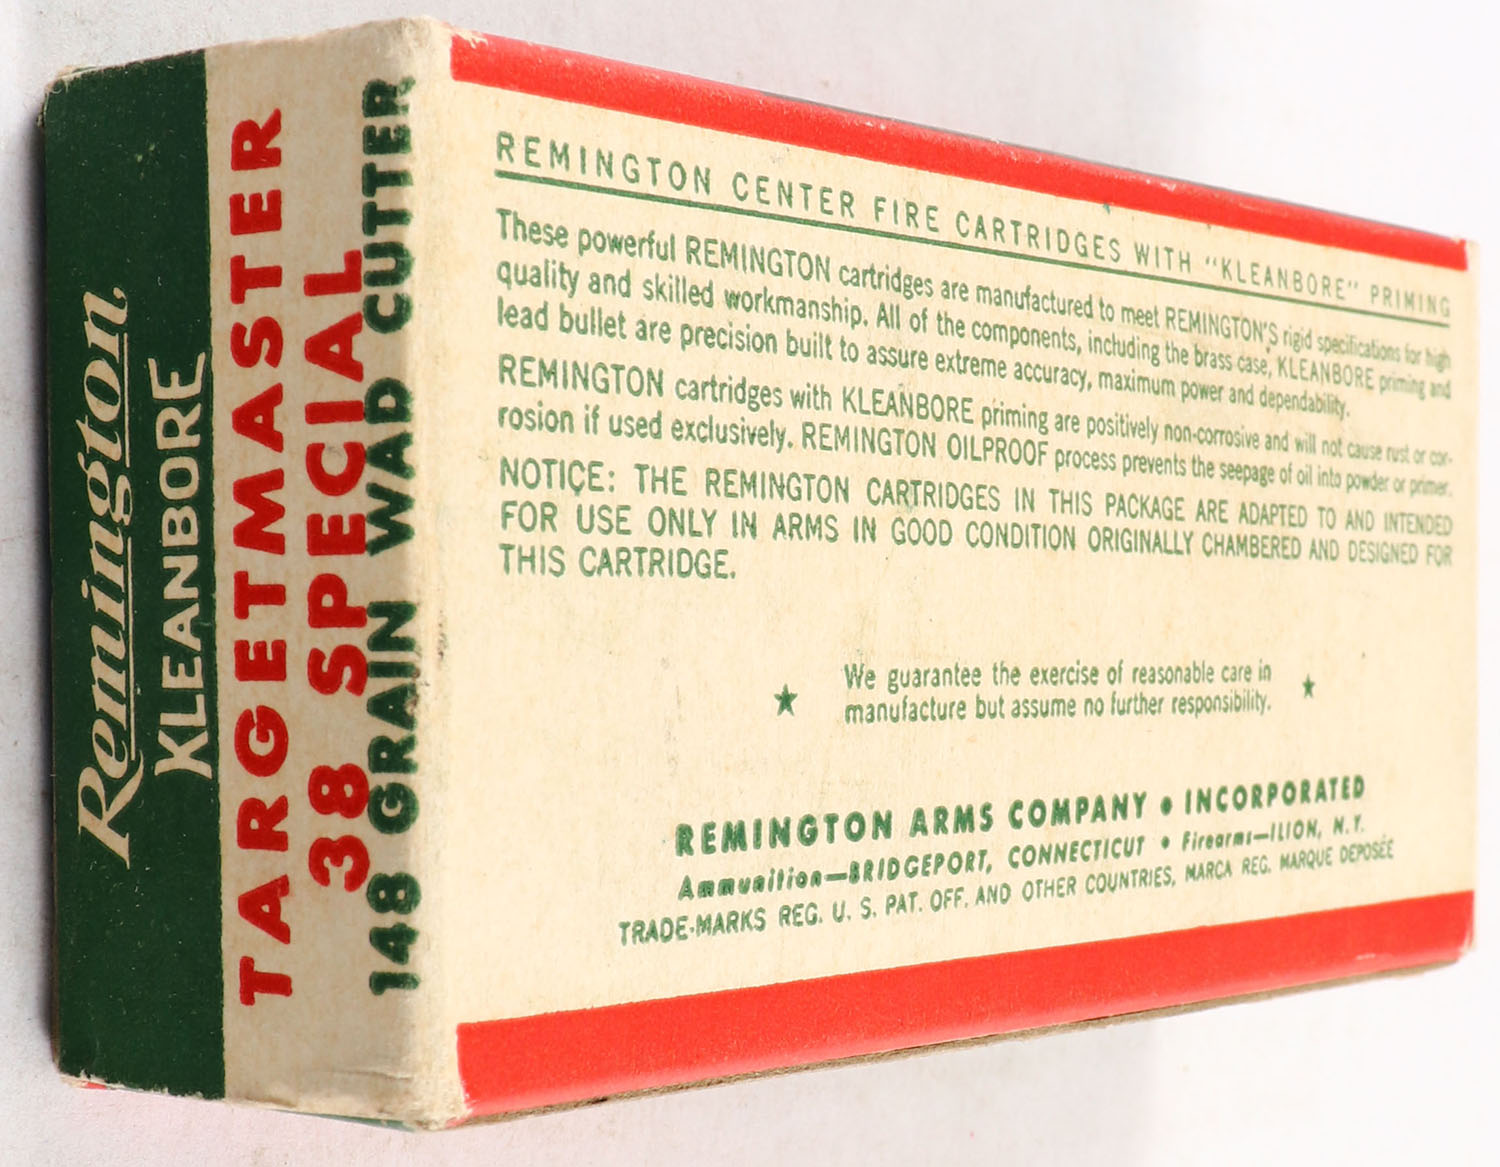 Remington
KLEANBORE
TARGETMASTER
38 SPECIAL
148 GRAIN WAD CUTTER
REMINGTON CENTER FIRE CARTRIDGES WITH "KLEANBORE" PRIMING
These powerful REMINGTON cartridges are manufactured to meet REMINGTON'S rigid specifications for high
quality and skilled workmanship. All of the components, including the brass case, KLEANBORE priming and
lead bullet are precision built to assure extreme accuracy, maximum power and dependability.
REMINGTON cartridges with KLEANBORE priming are positively non-corrosive and will not cause rust or cor-
rosion if used exclusively. REMINGTON OILPROOF process prevents the seepage of oil into powder or primer.
NOTICE: THE REMINGTON CARTRIDGES IN THIS PACKAGE ARE ADAPTED TO AND INTENDED
FOR USE ONLY IN ARMS IN GOOD CONDITION ORIGINALLY CHAMBERED AND DESIGNED FOR
THIS CARTRIDGE.
★ We guarantee the exercise of reasonable care in ★
manufacture but assume no further responsibility.
REMINGTON ARMS COMPANY • INCORPORATED
Ammunition—BRIDGEPORT, CONNECTICUT • Firearms—ILION, N.Y.
TRADE-MARKS REG. U. S. PAT. OFF. AND OTHER COUNTRIES, MARCA REG. MARQUE DEPOSÉE